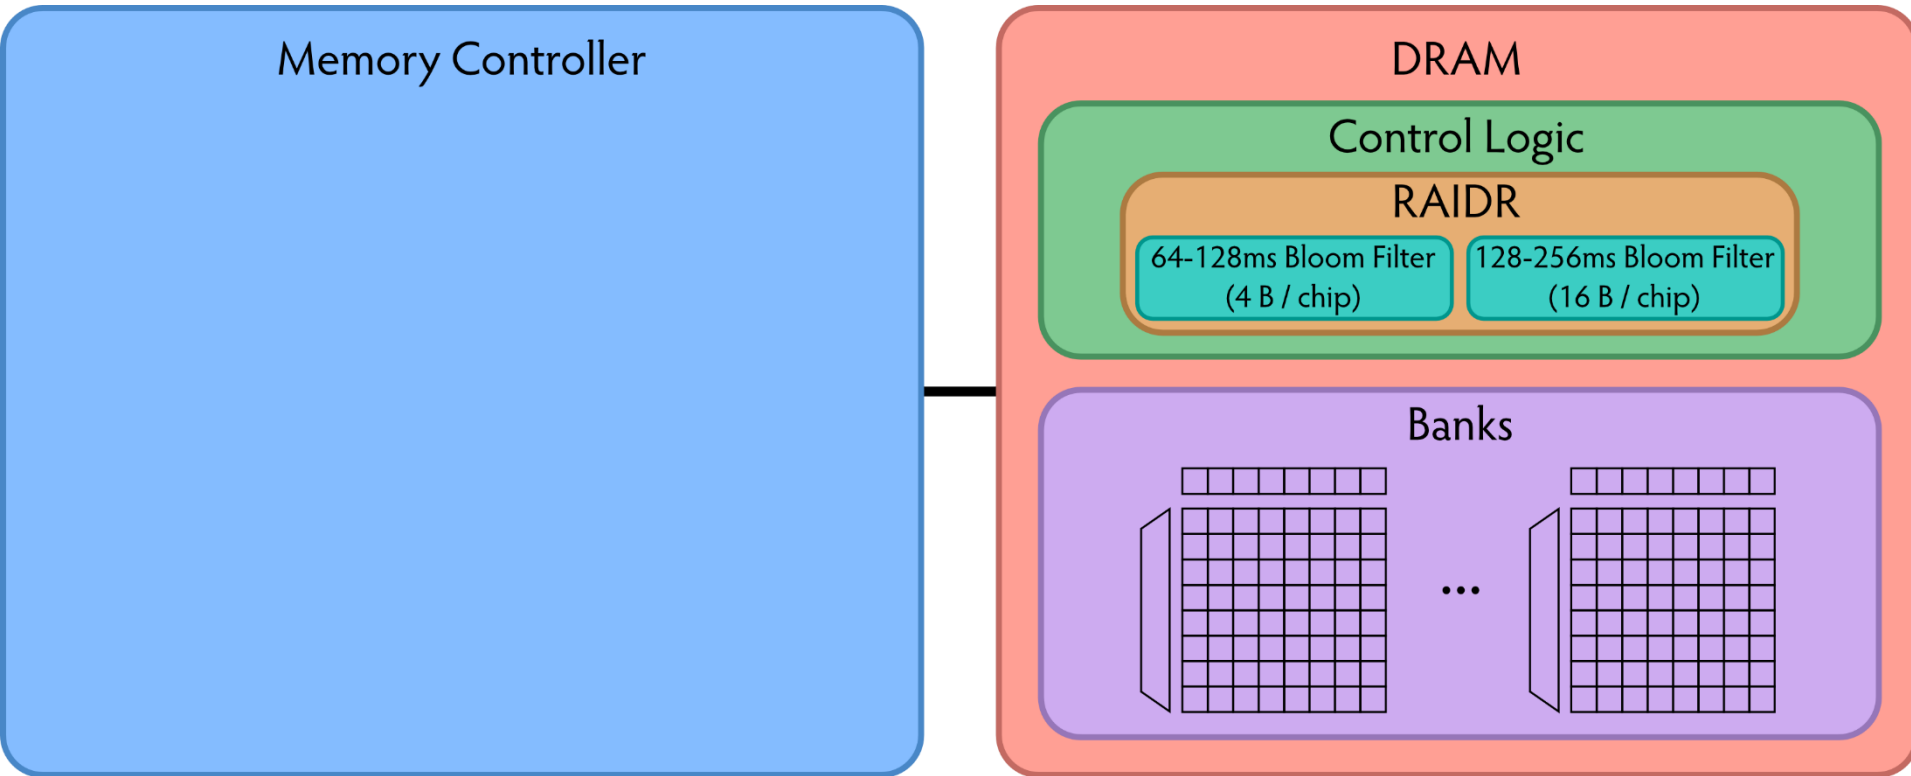 Memory Controller
DRAM
Control Logic
RAIDR
64-128ms Bloom Filter
(4 B / chip)
128-256ms Bloom Filter
(16 B / chip)
Banks
...